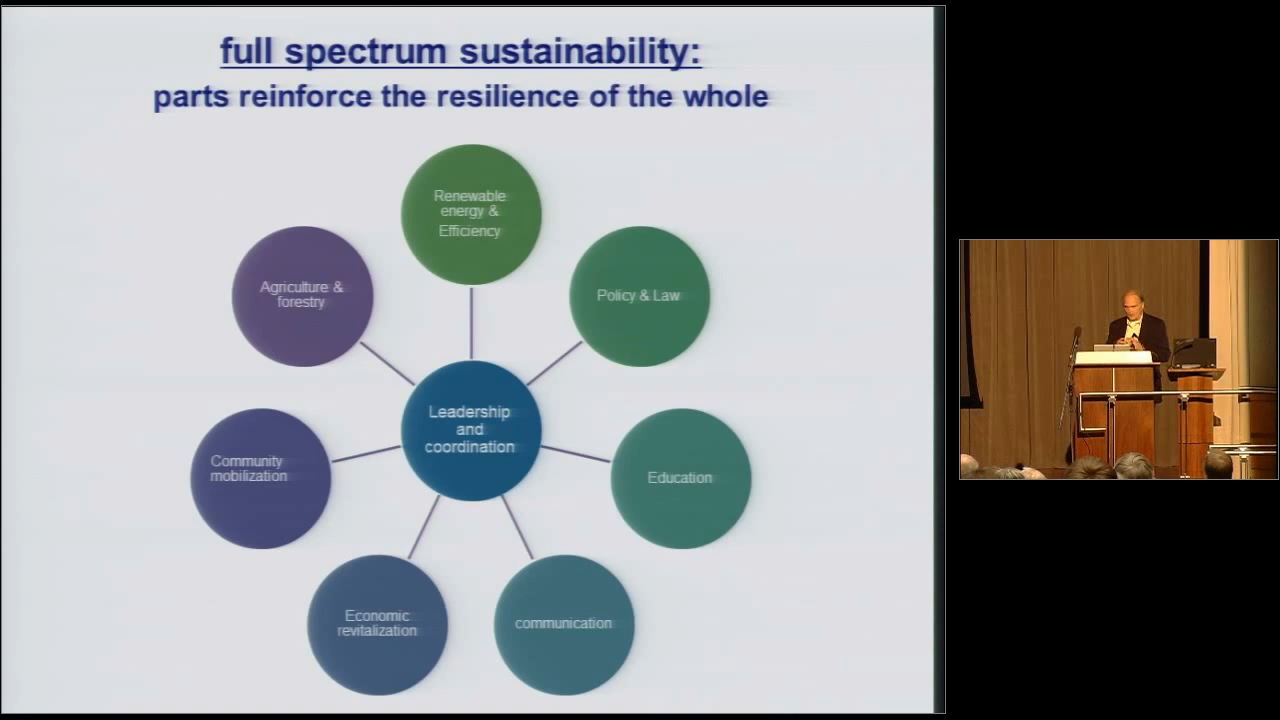 full spectrum sustainability:
parts reinforce the resilience of the whole
Renewable
energy &
Efficiency
Policy & Law
Education
communication
Economic
revitalization
Community
mobilization
Agriculture &
forestry
Leadership
and
coordination